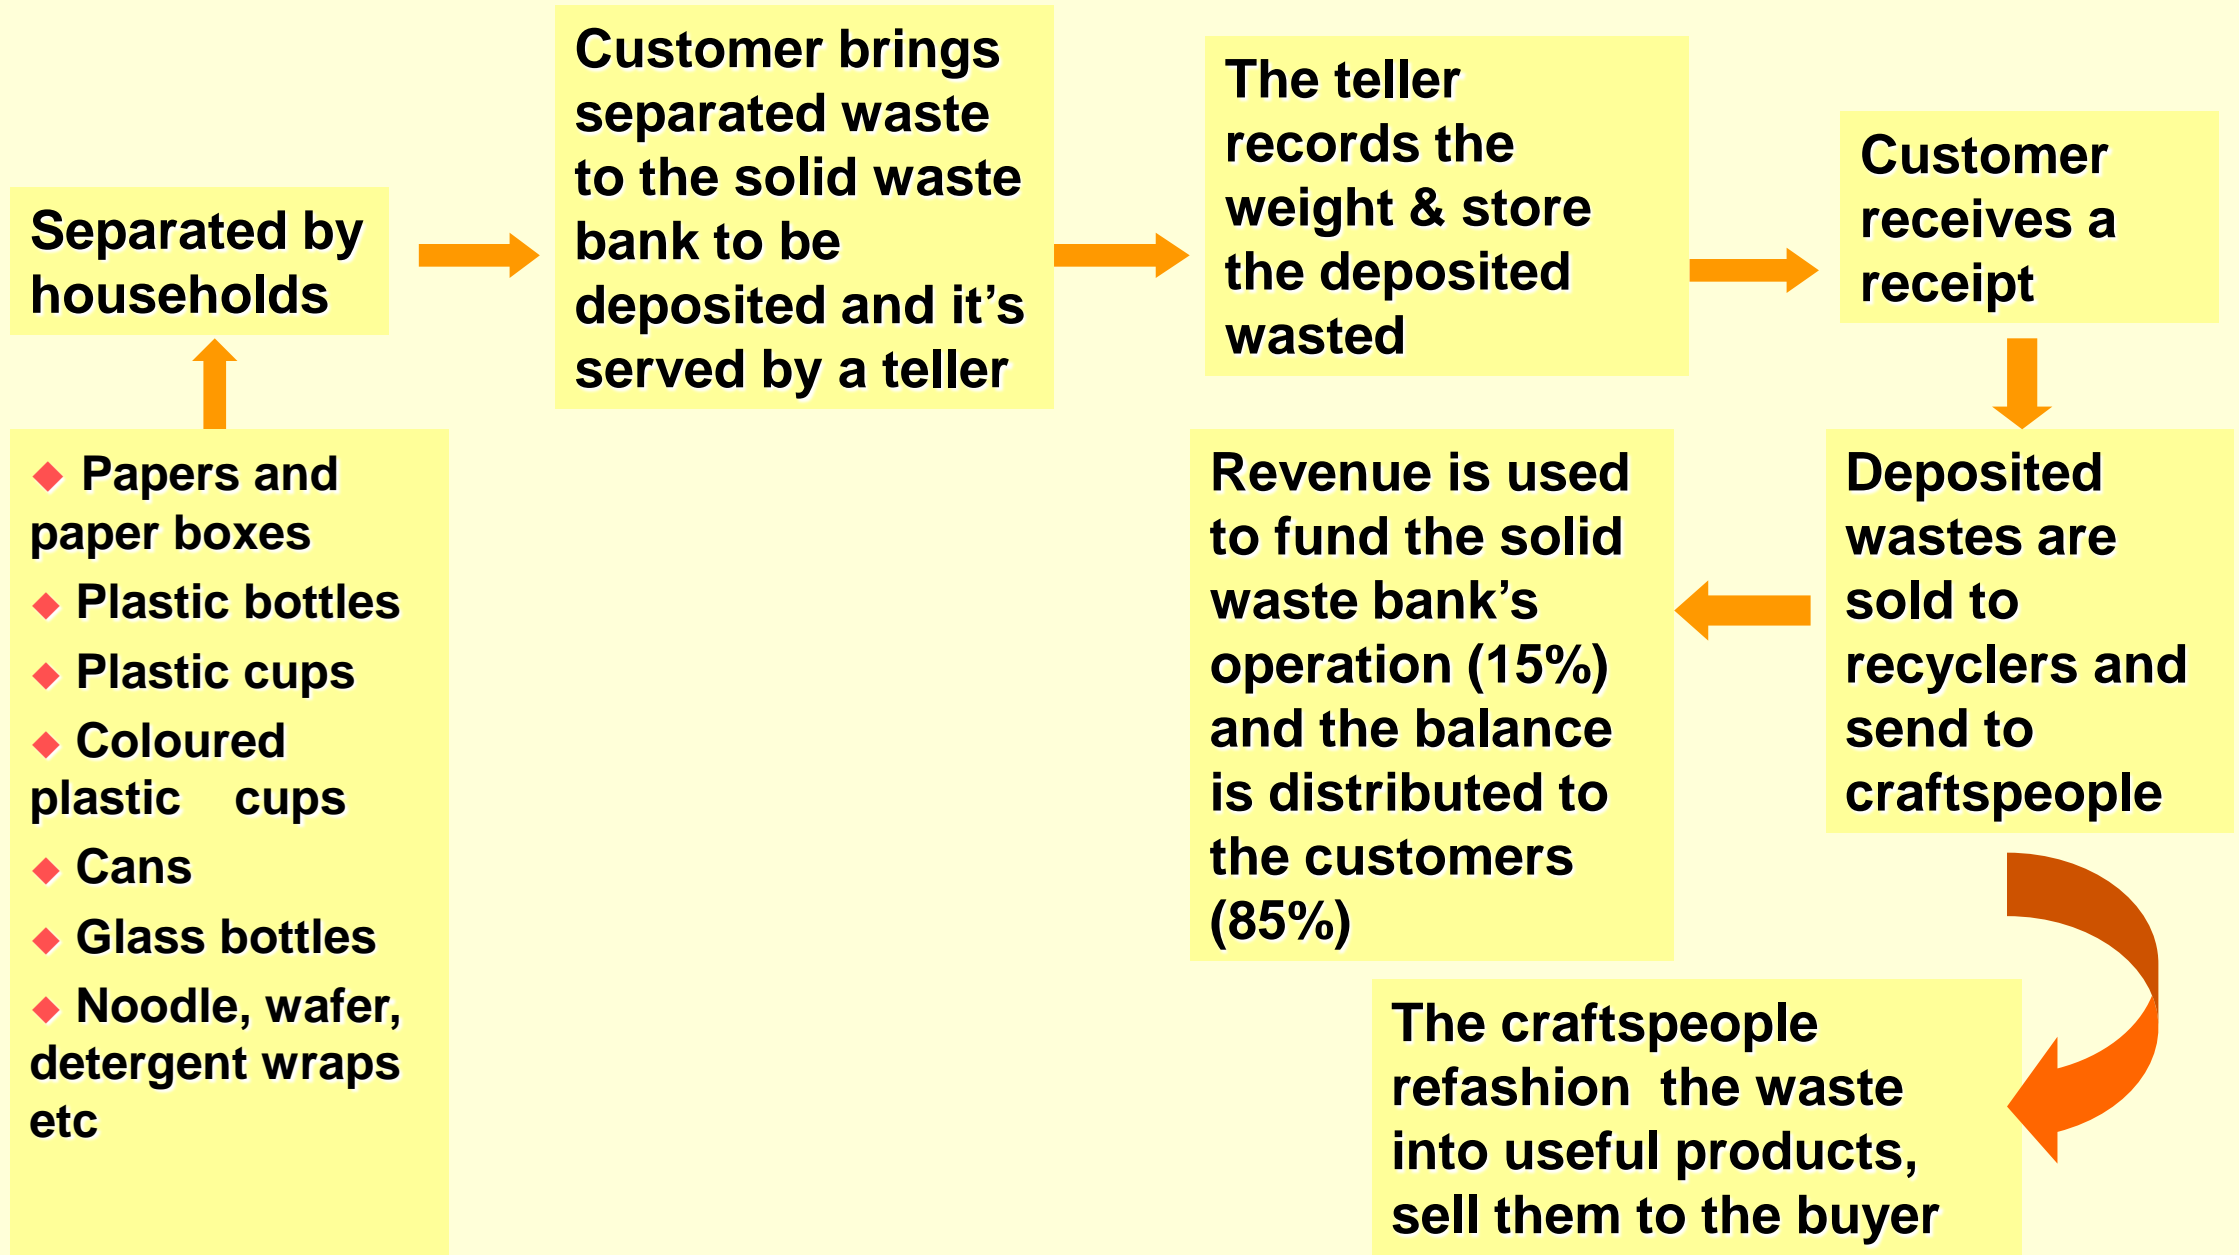 ◆ Papers and
paper boxes
◆ Plastic bottles
◆ Plastic cups
◆ Coloured
plastic cups
◆ Cans
◆ Glass bottles
◆ Noodle, wafer,
detergent wraps
etc
Separated by
households
Customer brings
separated waste
to the solid waste
bank to be
deposited and it’s
served by a teller
The teller
records the
weight & store
the deposited
wasted
Customer
receives a
receipt
Deposited
wastes are
sold to
recyclers and
send to
craftspeople
Revenue is used
to fund the solid
waste bank’s
operation (15%)
and the balance
is distributed to
the customers
(85%)
The craftspeople
refashion the waste
into useful products,
sell them to the buyer